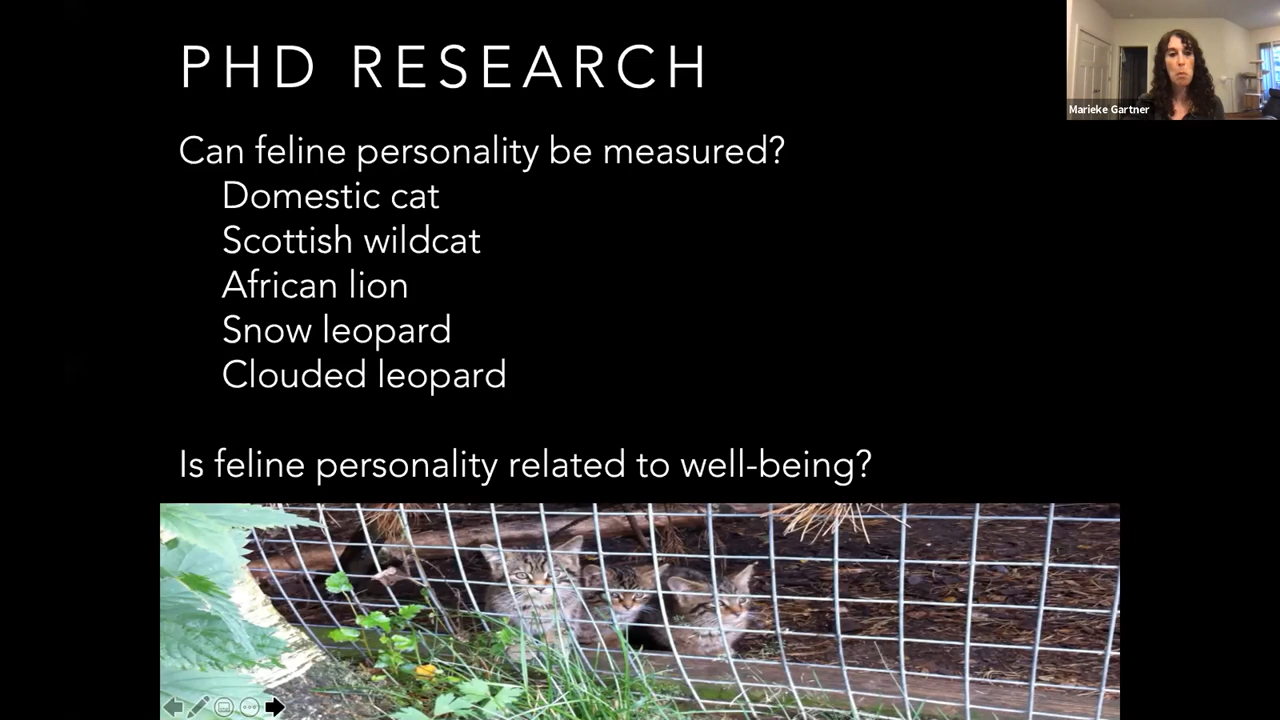 PHD RESEARCH
Marieke Gartner
Can feline personality be measured?
Domestic cat
Scottish wildcat
African lion
Snow leopard
Clouded leopard
Is feline personality related to well-being?